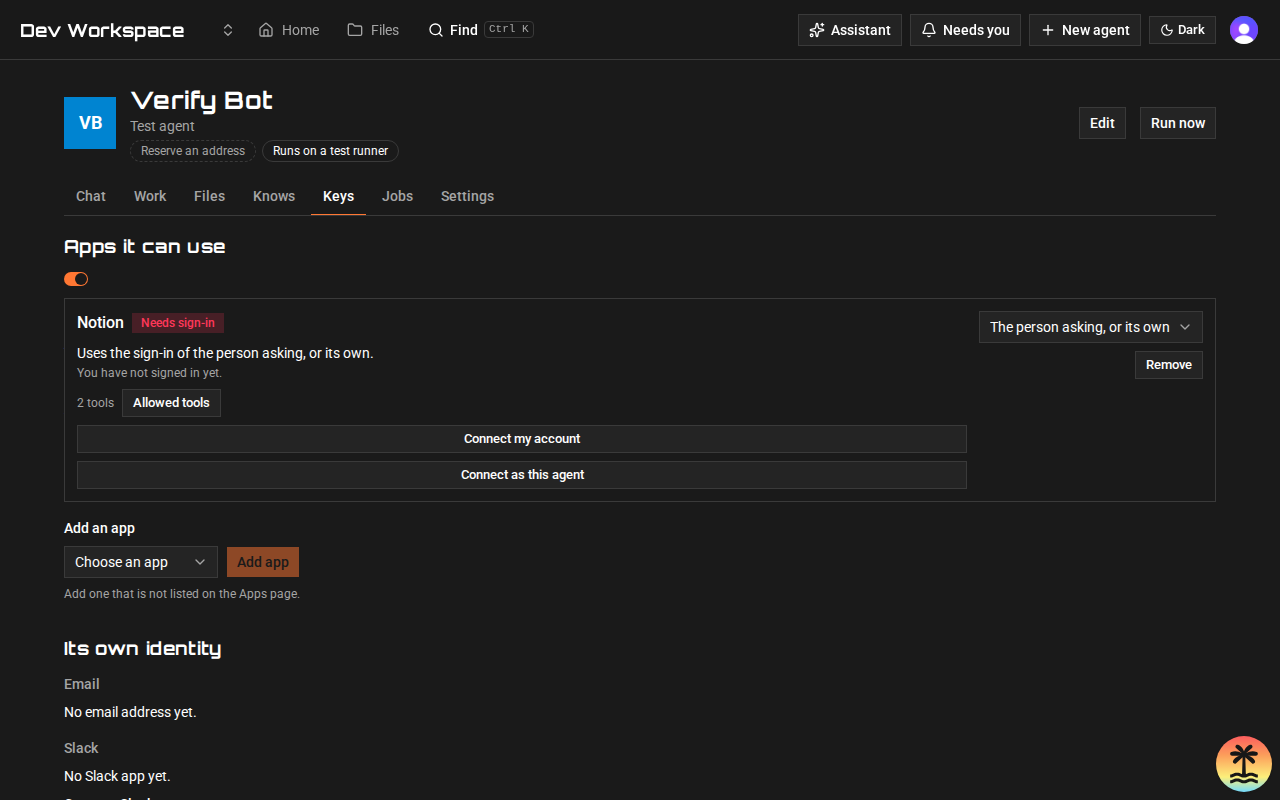 Dev Workspace
Home
Files
Find
Ctrl K
Assistant
Needs you
New agent
Dark
VB
Verify Bot
Test agent
Reserve an address
Runs on a test runner
Edit
Run now
Chat
Work
Files
Knows
Keys
Jobs
Settings
Apps it can use
Notion
Needs sign-in
The person asking, or its own
Uses the sign-in of the person asking, or its own.
Remove
You have not signed in yet.
2 tools
Allowed tools
Connect my account
Connect as this agent
Add an app
Choose an app
Add app
Add one that is not listed on the Apps page.
Its own identity
Email
No email address yet.
Slack
No Slack app yet.